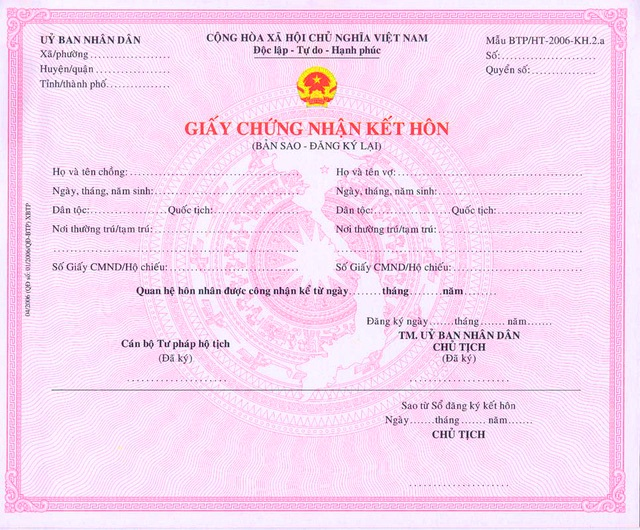 UỶ BAN NHÂN DÂN
Xã/phường....................
Huyện/quận....................
Tỉnh/thành phố................
CỘNG HÒA XÃ HỘI CHỦ NGHĨA VIỆT NAM
Độc lập - Tự do - Hạnh phúc
Mẫu BTP/HT-2006-KH.2.a
Số:.........................
Quyển số:..................
GIẤY CHỨNG NHẬN KẾT HÔN
(BẢN SAO - ĐĂNG KÝ LẠI)
Họ và tên chồng:..............................
Ngày, tháng, năm sinh:..............................
Dân tộc:....................Quốc tịch:....................
Nơi thường trú/tạm trú:..............................
Số Giấy CMND/Hộ chiếu:..............................
Họ và tên vợ:..............................
Ngày, tháng, năm sinh:..............................
Dân tộc:....................Quốc tịch:....................
Nơi thường trú/tạm trú:..............................
Số Giấy CMND/Hộ chiếu:..............................
Quan hệ hôn nhân được công nhận kể từ ngày.......tháng.......năm........
Đăng ký ngày......tháng...... năm.......
Cán bộ Tư pháp hộ tịch
(Đã ký)
TM. UỶ BAN NHÂN DÂN
CHỦ TỊCH
(Đã ký)
Sao từ Sổ đăng ký kết hôn
Ngày......tháng ...... năm.......
CHỦ TỊCH
04/2006 (QĐ số: 01/2006/QĐ-BTP) XBTP